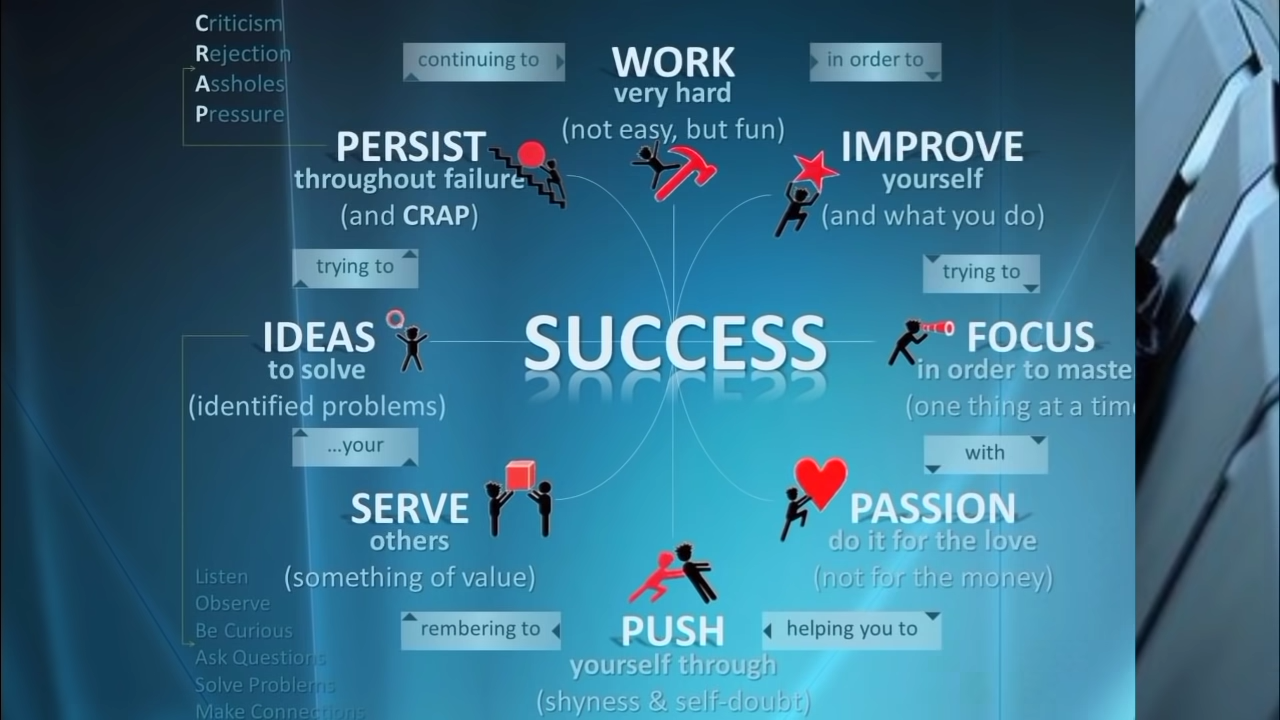 Criticism
Rejection
Assholes
Pressure
continuing to
WORK
very hard
(not easy, but fun)
in order to
PERSIST
throughout failure
(and CRAP)
IMPROVE
yourself
(and what you do)
trying to
trying to
IDEAS
to solve
(identified problems)
SUCCESS
FOCUS
in order to maste
(one thing at a time
...your
with
SERVE
others
(something of value)
PASSION
do it for the love
(not for the money)
Listen
Observe
Be Curious
Ask Questions
Solve Problems
Make Connections
rembering to
PUSH
yourself through
(shyness & self-doubt)
helping you to